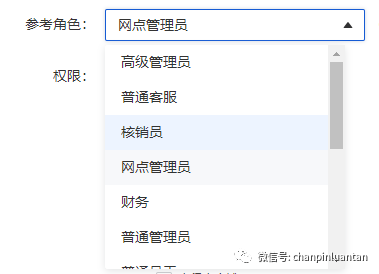 参考角色： 网点管理员
高级管理员
权限： 普通客服
核销员
网点管理员
财务
普通管理员
微信号: chanpinluantan